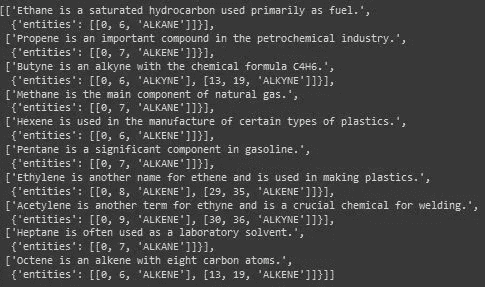 [['Ethane is a saturated hydrocarbon used primarily as fuel.',
{'entities': [[0, 6, 'ALKANE']]}],
['Propene is an important compound in the petrochemical industry.',
{'entities': [[0, 7, 'ALKENE']]}],
['Butyne is an alkyne with the chemical formula C4H6.',
{'entities': [[0, 6, 'ALKYNE'], [13, 19, 'ALKYNE']]}],
['Methane is the main component of natural gas.',
{'entities': [[0, 7, 'ALKANE']]}],
['Hexene is used in the manufacture of certain types of plastics.',
{'entities': [[0, 6, 'ALKENE']]}],
['Pentane is a significant component in gasoline.',
{'entities': [[0, 7, 'ALKANE']]}],
['Ethylene is another name for ethene and is used in making plastics.',
{'entities': [[0, 8, 'ALKENE'], [29, 35, 'ALKENE']]}],
['Acetylene is another term for ethyne and is a crucial chemical for welding.',
{'entities': [[0, 9, 'ALKENE'], [30, 36, 'ALKYNE']]}],
['Heptane is often used as a laboratory solvent.',
{'entities': [[0, 7, 'ALKANE']]}],
['Octene is an alkene with eight carbon atoms.',
{'entities': [[0, 6, 'ALKENE'], [13, 19, 'ALKENE']]}]]